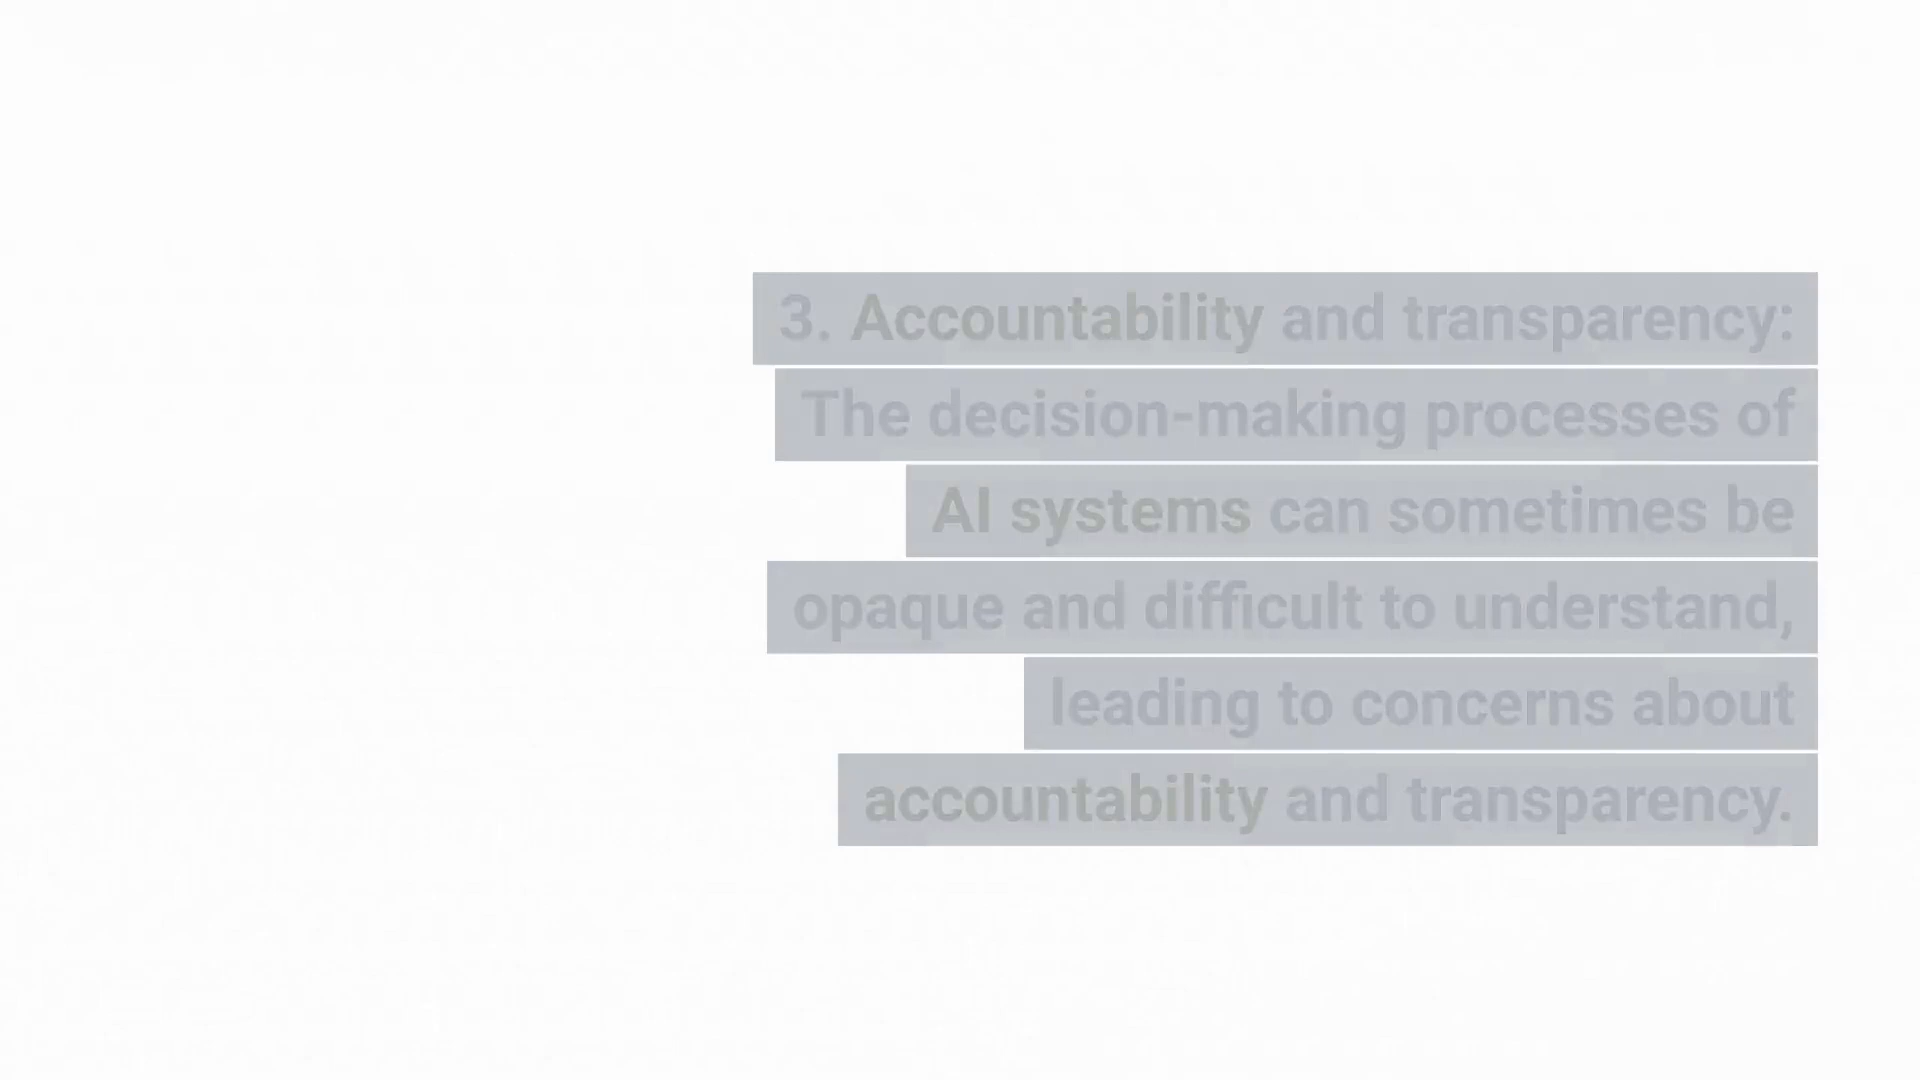 3. Accountability and transparency:
The decision-making processes of
AI systems can sometimes be
opaque and difficult to understand,
leading to concerns about
accountability and transparency.